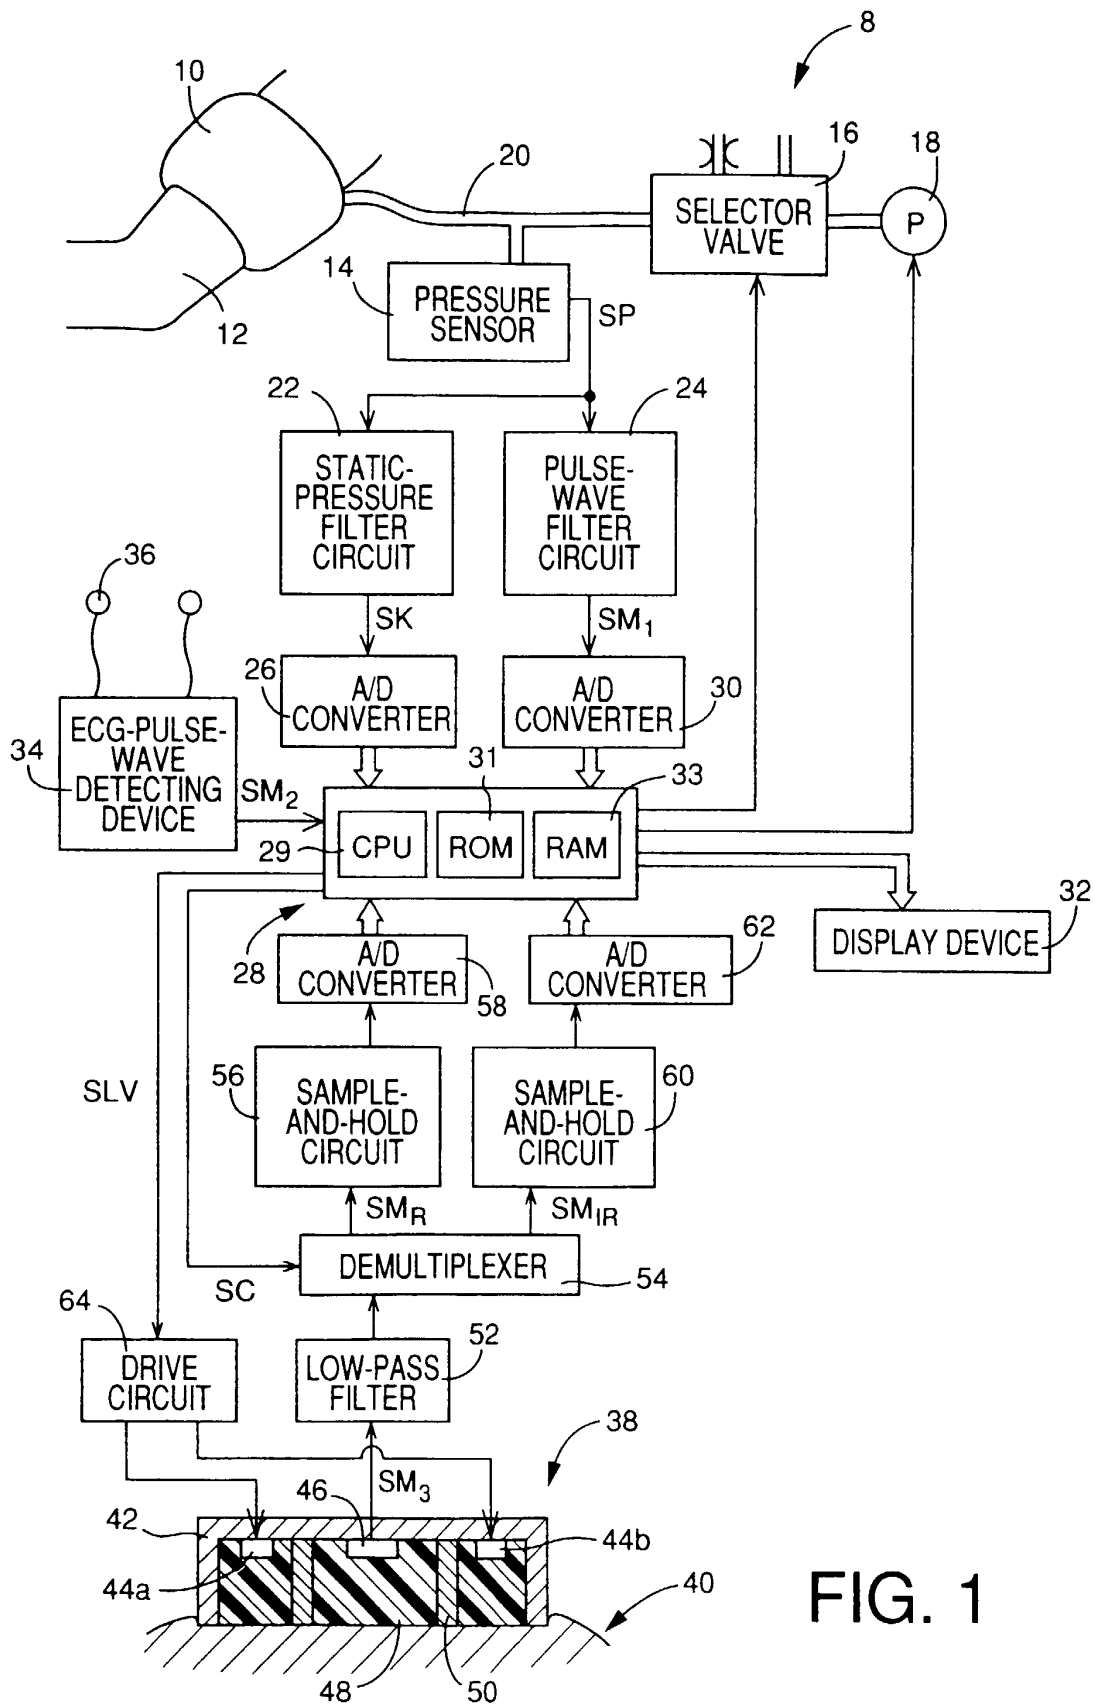 8
10
20
16
18
SELECTOR
VALVE
P
14
PRESSURE
SENSOR
SP
12
22
24
STATIC-
PRESSURE
FILTER
CIRCUIT
PULSE-
WAVE
FILTER
CIRCUIT
36
SK
SM1
26
A/D
CONVERTER
A/D
CONVERTER
30
34
ECG-PULSE-
WAVE
DETECTING
DEVICE
SM2
31
33
29
CPU
ROM
RAM
28
A/D
CONVERTER
58
A/D
CONVERTER
62
DISPLAY DEVICE
32
SLV
56
SAMPLE-
AND-HOLD
CIRCUIT
SAMPLE-
AND-HOLD
CIRCUIT
60
SMR
SMIR
SC
DEMULTIPLEXER
54
64
DRIVE
CIRCUIT
LOW-PASS
FILTER
52
38
SM3
42
46
44a
44b
40
48
50
FIG. 1